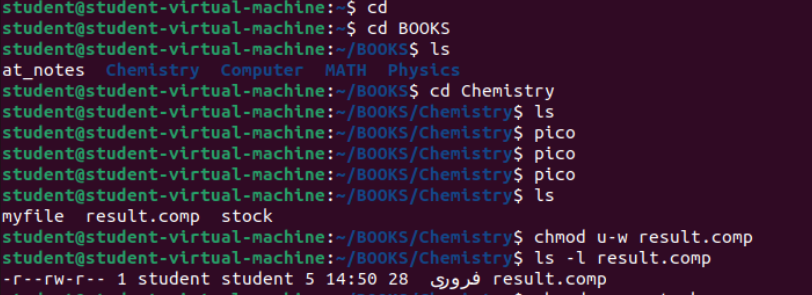 student@student-virtual-machine:~$ cd
student@student-virtual-machine:~$ cd BOOKS
student@student-virtual-machine:~/BOOKS$ ls
at_notes  Chemistry  Computer  MATH  Physics
student@student-virtual-machine:~/BOOKS$ cd Chemistry
student@student-virtual-machine:~/BOOKS/Chemistry$ ls
student@student-virtual-machine:~/BOOKS/Chemistry$ pico
student@student-virtual-machine:~/BOOKS/Chemistry$ pico
student@student-virtual-machine:~/BOOKS/Chemistry$ pico
student@student-virtual-machine:~/BOOKS/Chemistry$ ls
myfile  result.comp  stock
student@student-virtual-machine:~/BOOKS/Chemistry$ chmod u-w result.comp
student@student-virtual-machine:~/BOOKS/Chemistry$ ls -l result.comp
-r--rw-r-- 1 student student 5 14:50 28  فروری result.comp